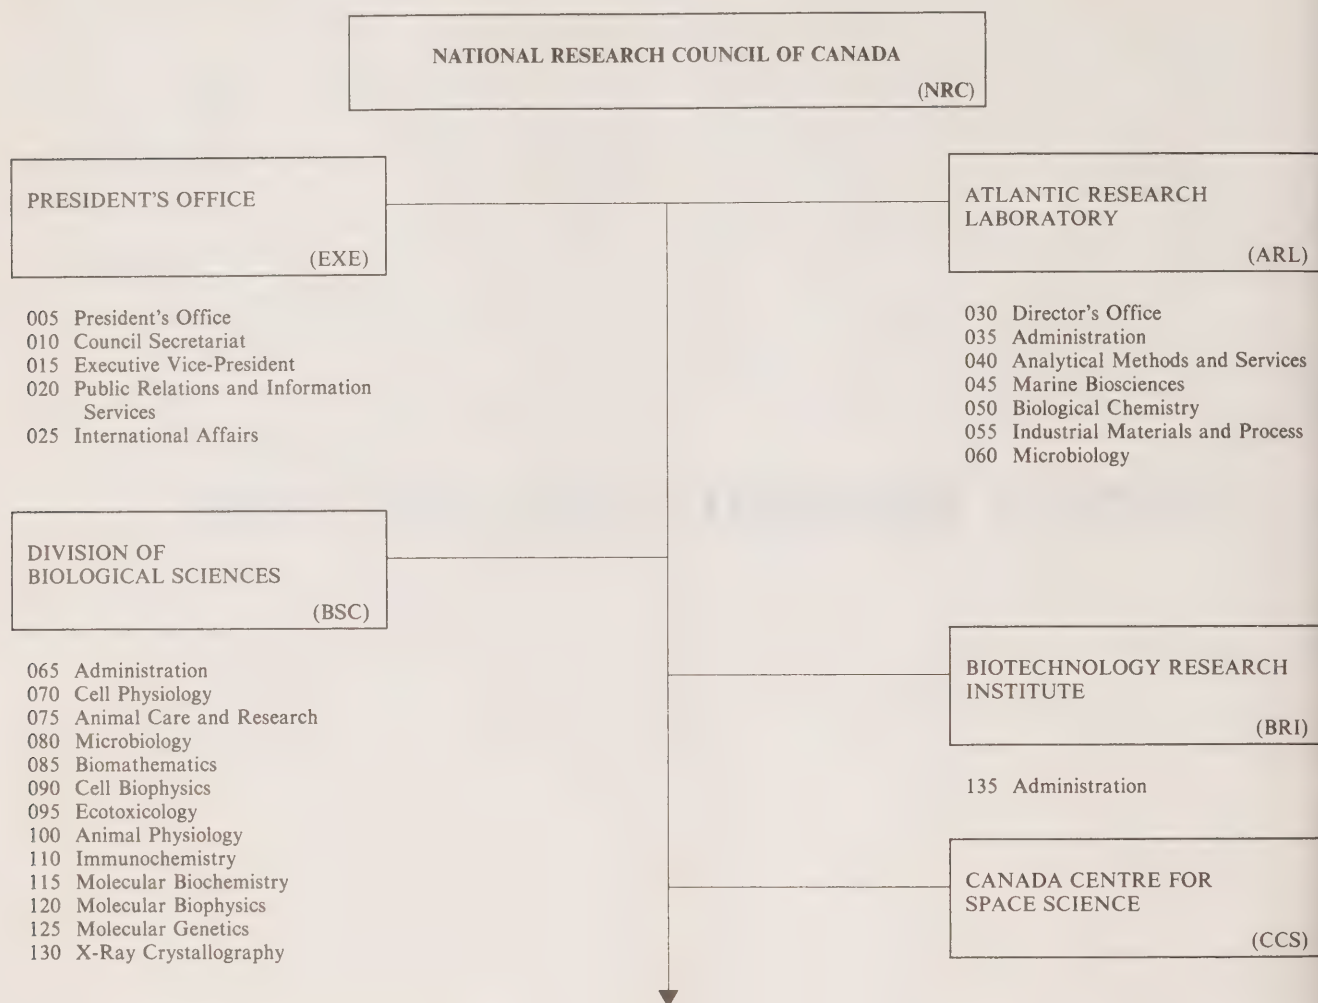 NATIONAL RESEARCH COUNCIL OF CANADA
(NRC)
PRESIDENT'S OFFICE
(EXE)
005 President's Office
010 Council Secretariat
015 Executive Vice-President
020 Public Relations and Information
Services
025 International Affairs
ATLANTIC RESEARCH
LABORATORY
(ARL)
030 Director's Office
035 Administration
040 Analytical Methods and Services
045 Marine Biosciences
050 Biological Chemistry
055 Industrial Materials and Process
060 Microbiology
DIVISION OF
BIOLOGICAL SCIENCES
(BSC)
065 Administration
070 Cell Physiology
075 Animal Care and Research
080 Microbiology
085 Biomathematics
090 Cell Biophysics
095 Ecotoxicology
100 Animal Physiology
110 Immunochemistry
115 Molecular Biochemistry
120 Molecular Biophysics
125 Molecular Genetics
130 X-Ray Crystallography
BIOTECHNOLOGY RESEARCH
INSTITUTE
(BRI)
135 Administration
CANADA CENTRE FOR
SPACE SCIENCE
(CCS)